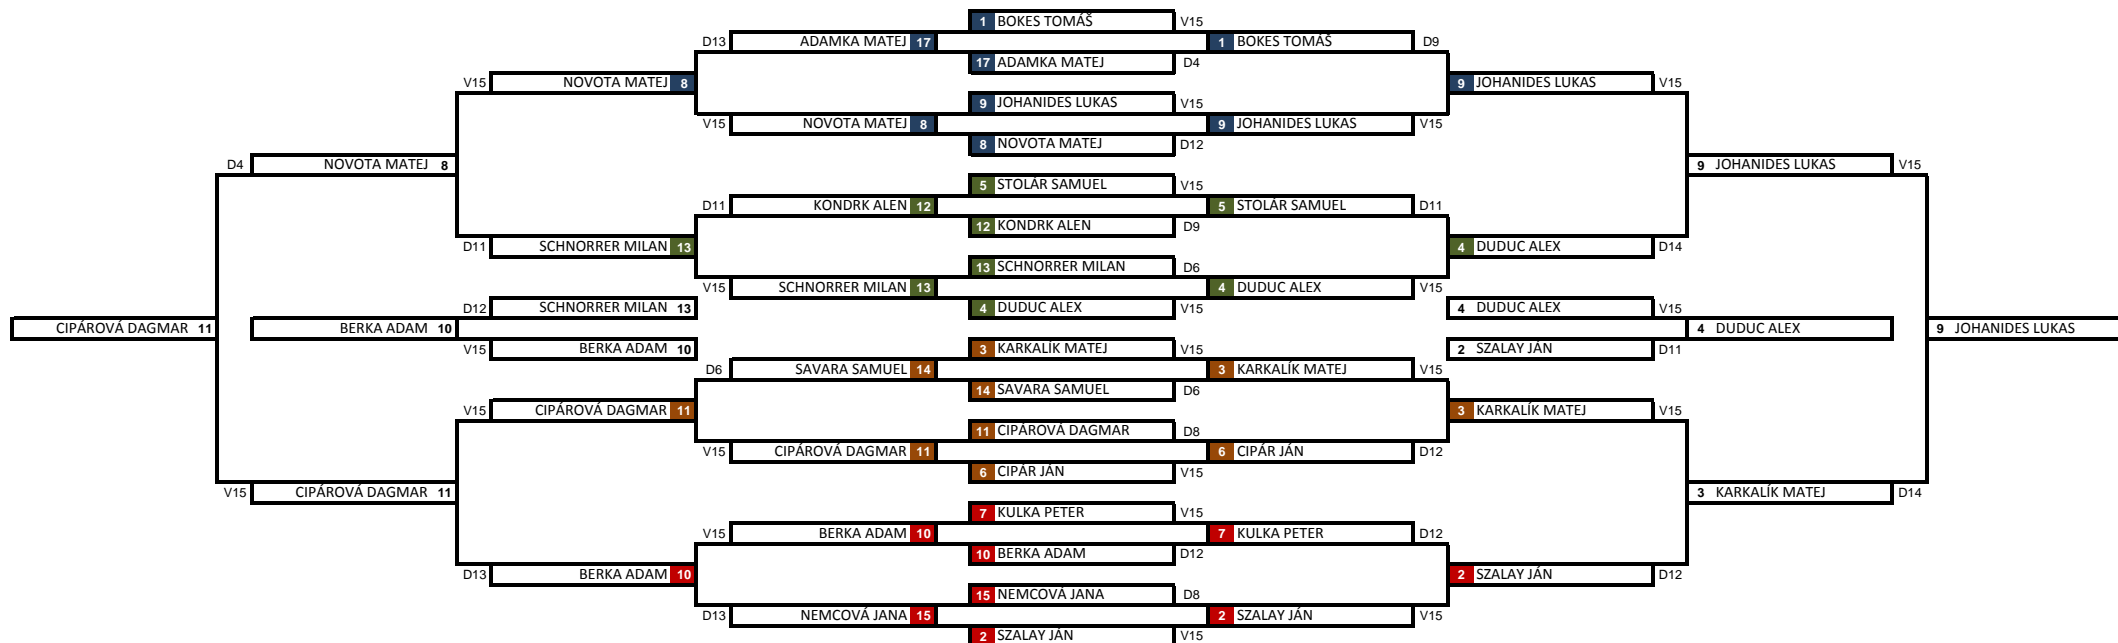 1 BOKES TOMÁŠ V15
D13 ADAMKA MATEJ 17 1 BOKES TOMÁŠ D9
17 ADAMKA MATEJ D4
V15 NOVOTA MATEJ 8 9 JOHANIDES LUKAS V15
9 JOHANIDES LUKAS V15
V15 NOVOTA MATEJ 8 9 JOHANIDES LUKAS V15
8 NOVOTA MATEJ D12
D4 NOVOTA MATEJ 8 9 JOHANIDES LUKAS V15
5 STOLÁR SAMUEL V15
D11 KONDRK ALEN 12 5 STOLÁR SAMUEL D11
12 KONDRK ALEN D9
D11 SCHNORRER MILAN 13 4 DUDUC ALEX D14
13 SCHNORRER MILAN D6
V15 SCHNORRER MILAN 13 4 DUDUC ALEX V15
D12 SCHNORRER MILAN 13 4 DUDUC ALEX V15 4 DUDUC ALEX V15
CIPÁROVÁ DAGMAR 11 BERKA ADAM 10 4 DUDUC ALEX 9 JOHANIDES LUKAS
V15 BERKA ADAM 10 3 KARKALÍK MATEJ V15 2 SZALAY JÁN D11
D6 SAVARA SAMUEL 14 3 KARKALÍK MATEJ V15
14 SAVARA SAMUEL D6
V15 CIPÁROVÁ DAGMAR 11 3 KARKALÍK MATEJ V15
11 CIPÁROVÁ DAGMAR D8
V15 CIPÁROVÁ DAGMAR 11 6 CIPÁR JÁN D12
6 CIPÁR JÁN V15
V15 CIPÁROVÁ DAGMAR 11 3 KARKALÍK MATEJ D14
7 KULKA PETER V15
V15 BERKA ADAM 10 7 KULKA PETER D12
10 BERKA ADAM D12
D13 BERKA ADAM 10 2 SZALAY JÁN D12
15 NEMCOVÁ JANA D8
D13 NEMCOVÁ JANA 15 2 SZALAY JÁN V15
2 SZALAY JÁN V15